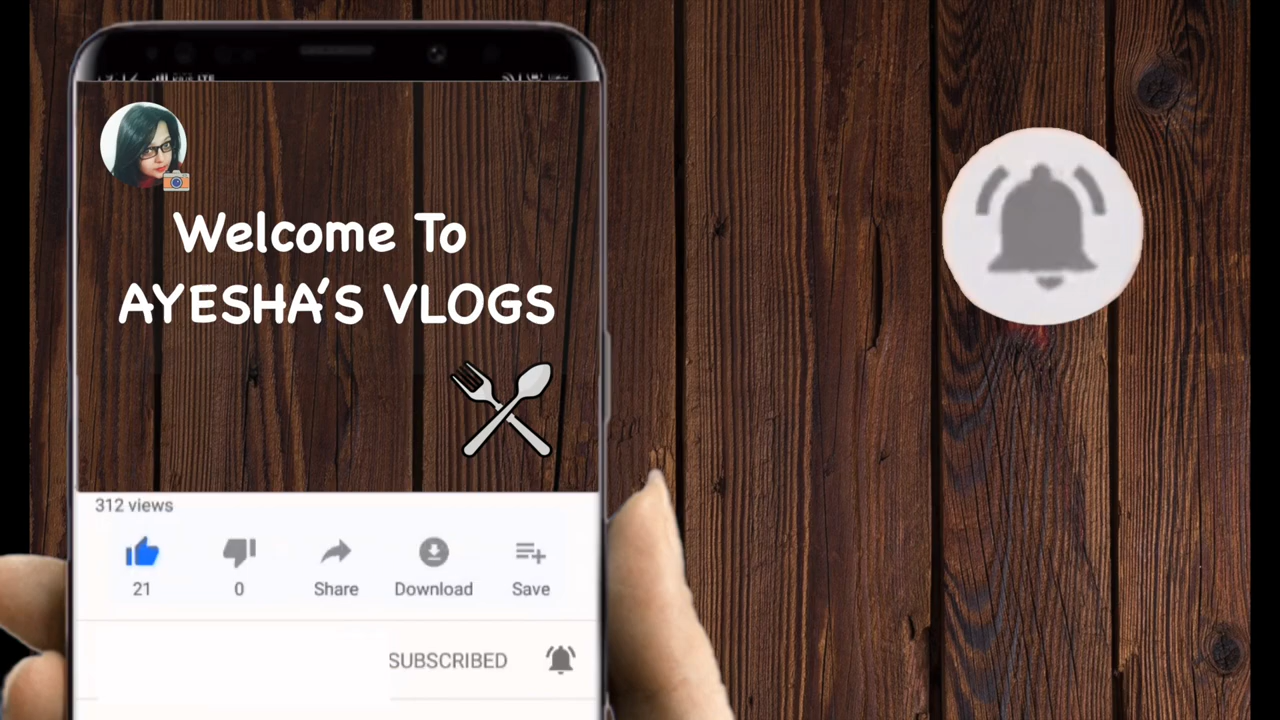 Welcome To
AYESHA'S VLOGS
312 views
21
0
Share
Download
Save
SUBSCRIBED